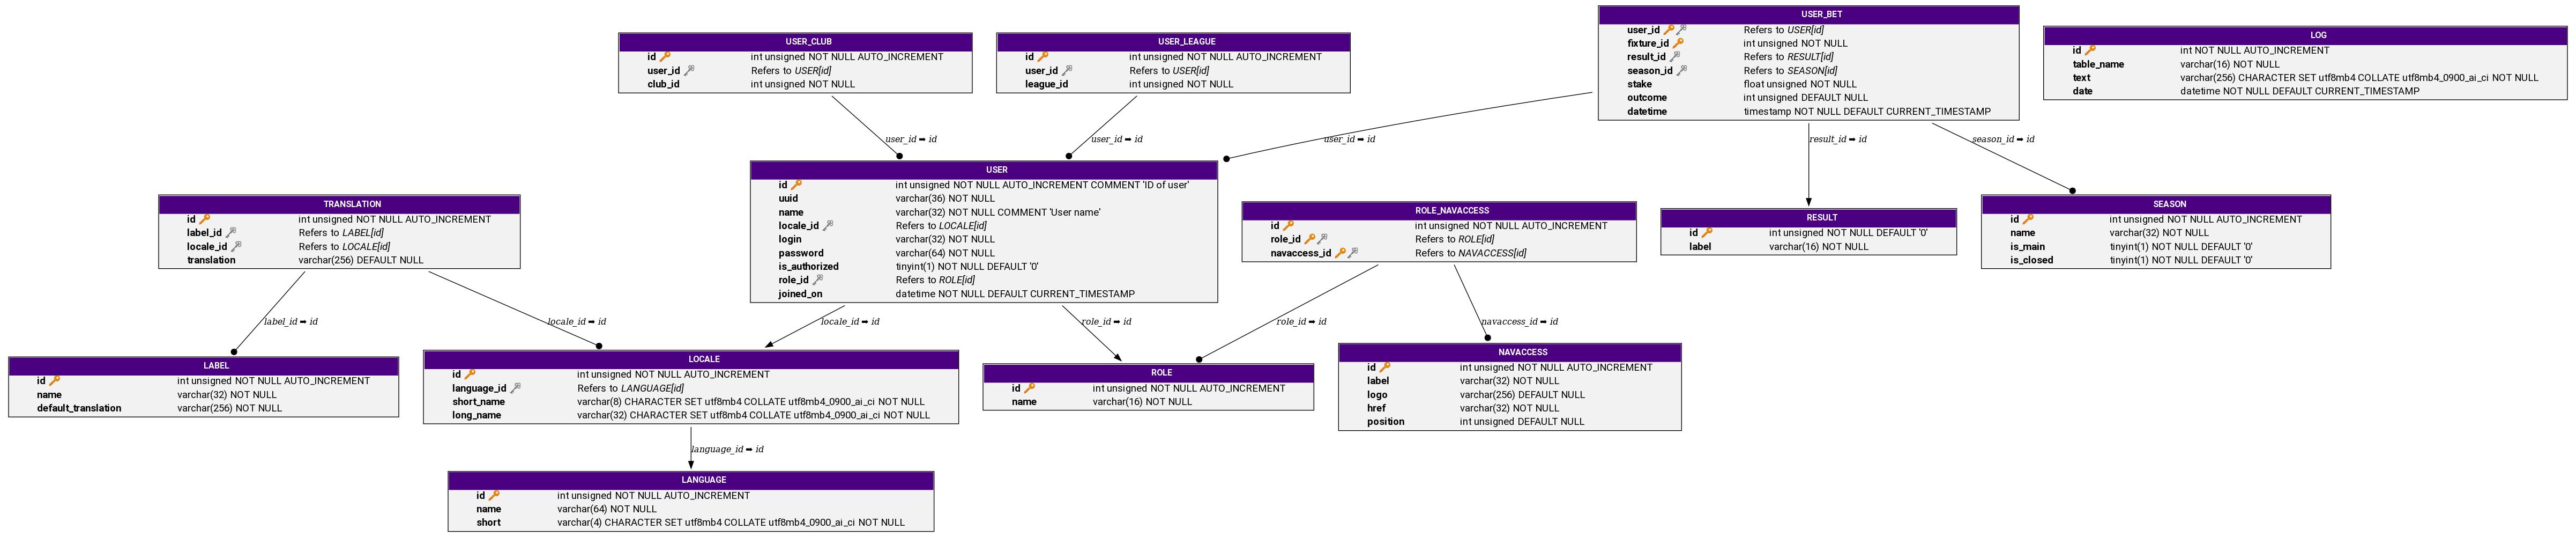 USER_CLUB
id int unsigned NOT NULL AUTO_INCREMENT
user_id Refers to USER[id]
club_id int unsigned NOT NULL
USER_LEAGUE
id int unsigned NOT NULL AUTO_INCREMENT
user_id Refers to USER[id]
league_id int unsigned NOT NULL
USER_BET
user_id Refers to USER[id]
fixture_id int unsigned NOT NULL
result_id Refers to RESULT[id]
season_id Refers to SEASON[id]
stake float unsigned NOT NULL
outcome int unsigned DEFAULT NULL
datetime timestamp NOT NULL DEFAULT CURRENT_TIMESTAMP
LOG
id int NOT NULL AUTO_INCREMENT
table_name varchar(16) NOT NULL
text varchar(256) CHARACTER SET utf8mb4 COLLATE utf8mb4_0900_ai_ci NOT NULL
date datetime NOT NULL DEFAULT CURRENT_TIMESTAMP
user_id ➡ id
user_id ➡ id
user_id ➡ id
result_id ➡ id
season_id ➡ id
TRANSLATION
id int unsigned NOT NULL AUTO_INCREMENT
label_id Refers to LABEL[id]
locale_id Refers to LOCALE[id]
translation varchar(256) DEFAULT NULL
USER
id int unsigned NOT NULL AUTO_INCREMENT COMMENT 'ID of user'
uuid varchar(36) NOT NULL
name varchar(32) NOT NULL COMMENT 'User name'
locale_id Refers to LOCALE[id]
login varchar(32) NOT NULL
password varchar(64) NOT NULL
is_authorized tinyint(1) NOT NULL DEFAULT '0'
role_id Refers to ROLE[id]
joined_on datetime NOT NULL DEFAULT CURRENT_TIMESTAMP
ROLE_NAVACCESS
id int unsigned NOT NULL AUTO_INCREMENT
role_id Refers to ROLE[id]
navaccess_id Refers to NAVACCESS[id]
RESULT
id int unsigned NOT NULL DEFAULT '0'
label varchar(16) NOT NULL
SEASON
id int unsigned NOT NULL AUTO_INCREMENT
name varchar(32) NOT NULL
is_main tinyint(1) NOT NULL DEFAULT '0'
is_closed tinyint(1) NOT NULL DEFAULT '0'
label_id ➡ id
locale_id ➡ id
locale_id ➡ id
role_id ➡ id
role_id ➡ id
navaccess_id ➡ id
LABEL
id int unsigned NOT NULL AUTO_INCREMENT
name varchar(32) NOT NULL
default_translation varchar(256) NOT NULL
LOCALE
id int unsigned NOT NULL AUTO_INCREMENT
language_id Refers to LANGUAGE[id]
short_name varchar(8) CHARACTER SET utf8mb4 COLLATE utf8mb4_0900_ai_ci NOT NULL
long_name varchar(32) CHARACTER SET utf8mb4 COLLATE utf8mb4_0900_ai_ci NOT NULL
ROLE
id int unsigned NOT NULL AUTO_INCREMENT
name varchar(16) NOT NULL
NAVACCESS
id int unsigned NOT NULL AUTO_INCREMENT
label varchar(32) NOT NULL
logo varchar(256) DEFAULT NULL
href varchar(32) NOT NULL
position int unsigned DEFAULT NULL
language_id ➡ id
LANGUAGE
id int unsigned NOT NULL AUTO_INCREMENT
name varchar(64) NOT NULL
short varchar(4) CHARACTER SET utf8mb4 COLLATE utf8mb4_0900_ai_ci NOT NULL